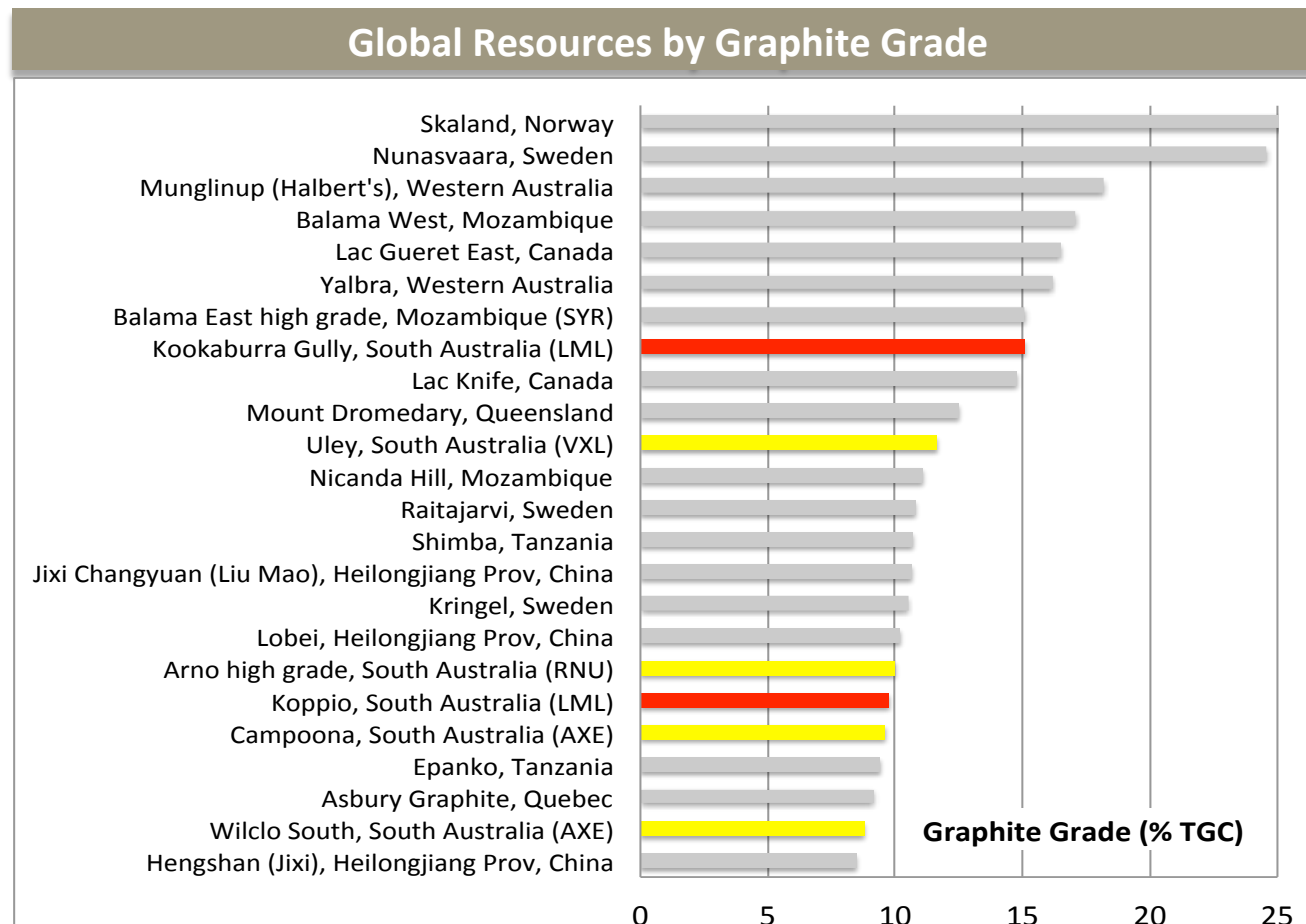 Global Resources by Graphite Grade
Skaland, Norway
Nunasvaara, Sweden
Munglinup (Halbert's), Western Australia
Balama West, Mozambique
Lac Gueret East, Canada
Yalbra, Western Australia
Balama East high grade, Mozambique (SYR)
Kookaburra Gully, South Australia (LML)
Lac Knife, Canada
Mount Dromedary, Queensland
Uley, South Australia (VXL)
Nicanda Hill, Mozambique
Raitajarvi, Sweden
Shimba, Tanzania
Jixi Changyuan (Liu Mao), Heilongjiang Prov, China
Kringel, Sweden
Lobei, Heilongjiang Prov, China
Arno high grade, South Australia (RNU)
Koppio, South Australia (LML)
Campoona, South Australia (AXE)
Epanko, Tanzania
Asbury Graphite, Quebec
Wilclo South, South Australia (AXE)
Graphite Grade (% TGC)
Hengshan (Jixi), Heilongjiang Prov, China
0 5 10 15 20 25